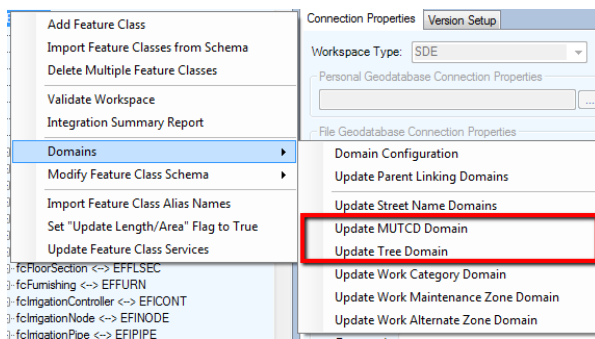 Add Feature Class
Import Feature Classes from Schema
Delete Multiple Feature Classes
Validate Workspace
Integration Summary Report
Domains
Modify Feature Class Schema
Import Feature Class Alias Names
Set "Update Length/Area" Flag to True
Update Feature Class Services
fcFloorSection <--> EFFLSEC
fcFurnishing <--> EFFURN
fcIrrigationController <--> EFICONT
fcIrrigationNode <--> EFINODE
fcIrrigationPipe <--> EFIPIPE
Connection Properties Version Setup
Workspace Type: SDE
Personal Geodatabase Connection Properties
...
File Geodatabase Connection Properties
Domain Configuration
Update Parent Linking Domains
Update Street Name Domains
Update MUTCD Domain
Update Tree Domain
Update Work Category Domain
Update Work Maintenance Zone Domain
Update Work Alternate Zone Domain